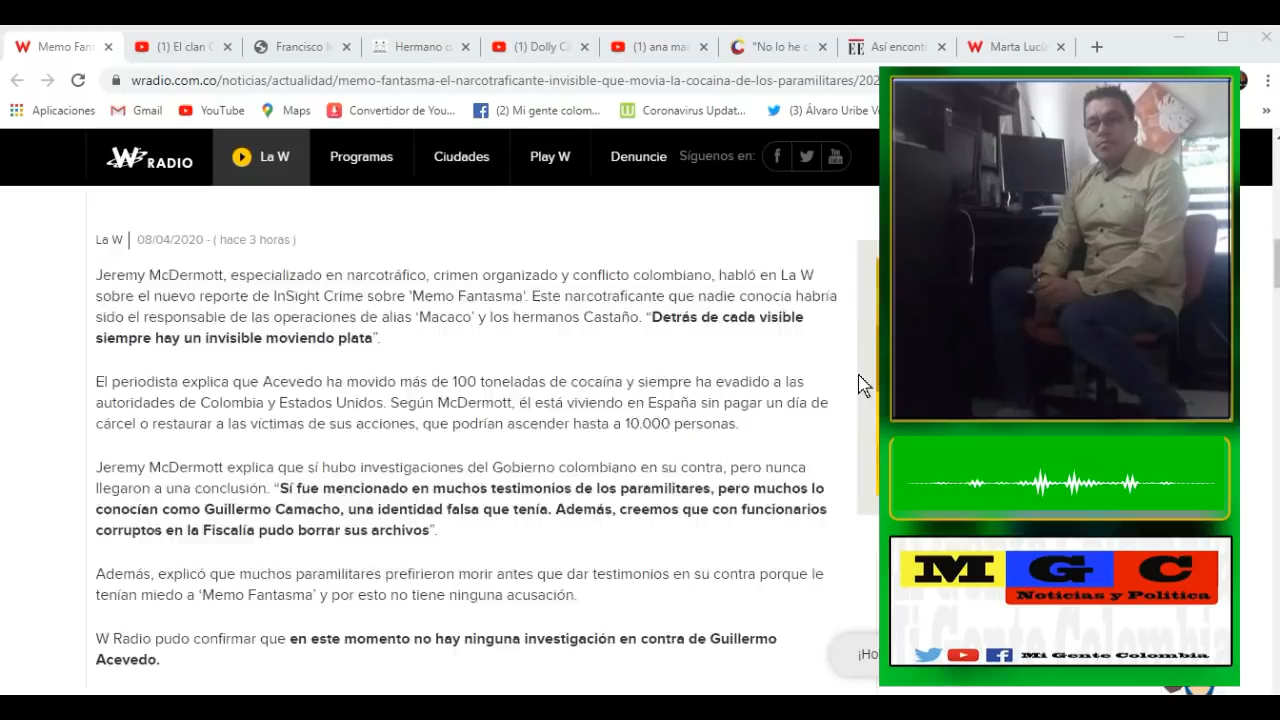 Memo Fant
(1) El clan
Francisco
Hermano
(1) Dolly C
(1) ana ma
"No lo he
Así encont
Marta Lucí
wradio.com.co/noticias/actualidad/memo-fantasma-el-narcotraficante-invisible-que-movia-la-cocaina-de-los-paramilitares/202
Aplicaciones
Gmail
YouTube
Maps
Convertidor de You...
(2) Mi gente colom...
Coronavirus Updat...
(3) Álvaro Uribe Ve
W RADIO
La W
Programas
Ciudades
Play W
Denuncie
Síguenos en:
La W | 08/04/2020 - ( hace 3 horas )
Jeremy McDermott, especializado en narcotráfico, crimen organizado y conflicto colombiano, habló en La W
sobre el nuevo reporte de InSight Crime sobre 'Memo Fantasma'. Este narcotraficante que nadie conocía habría
sido el responsable de las operaciones de alias 'Macaco' y los hermanos Castaño. "Detrás de cada visible
siempre hay un invisible moviendo plata".
El periodista explica que Acevedo ha movido más de 100 toneladas de cocaína y siempre ha evadido a las
autoridades de Colombia y Estados Unidos. Según McDermott, él está viviendo en España sin pagar un día de
cárcel o restaurar a las víctimas de sus acciones, que podrían ascender hasta a 10.000 personas.
Jeremy McDermott explica que sí hubo investigaciones del Gobierno colombiano en su contra, pero nunca
llegaron a una conclusión. "Sí fue mencionado en muchos testimonios de los paramilitares, pero muchos lo
conocían como Guillermo Camacho, una identidad falsa que tenía. Además, creemos que con funcionarios
corruptos en la Fiscalía pudo borrar sus archivos".
Además, explicó que muchos paramilitares prefirieron morir antes que dar testimonios en su contra porque le
tenían miedo a 'Memo Fantasma' y por esto no tiene ninguna acusación.
W Radio pudo confirmar que en este momento no hay ninguna investigación en contra de Guillermo
Acevedo.
¡Ho
M G C
Noticias y Politica
Mi Gente Colombia